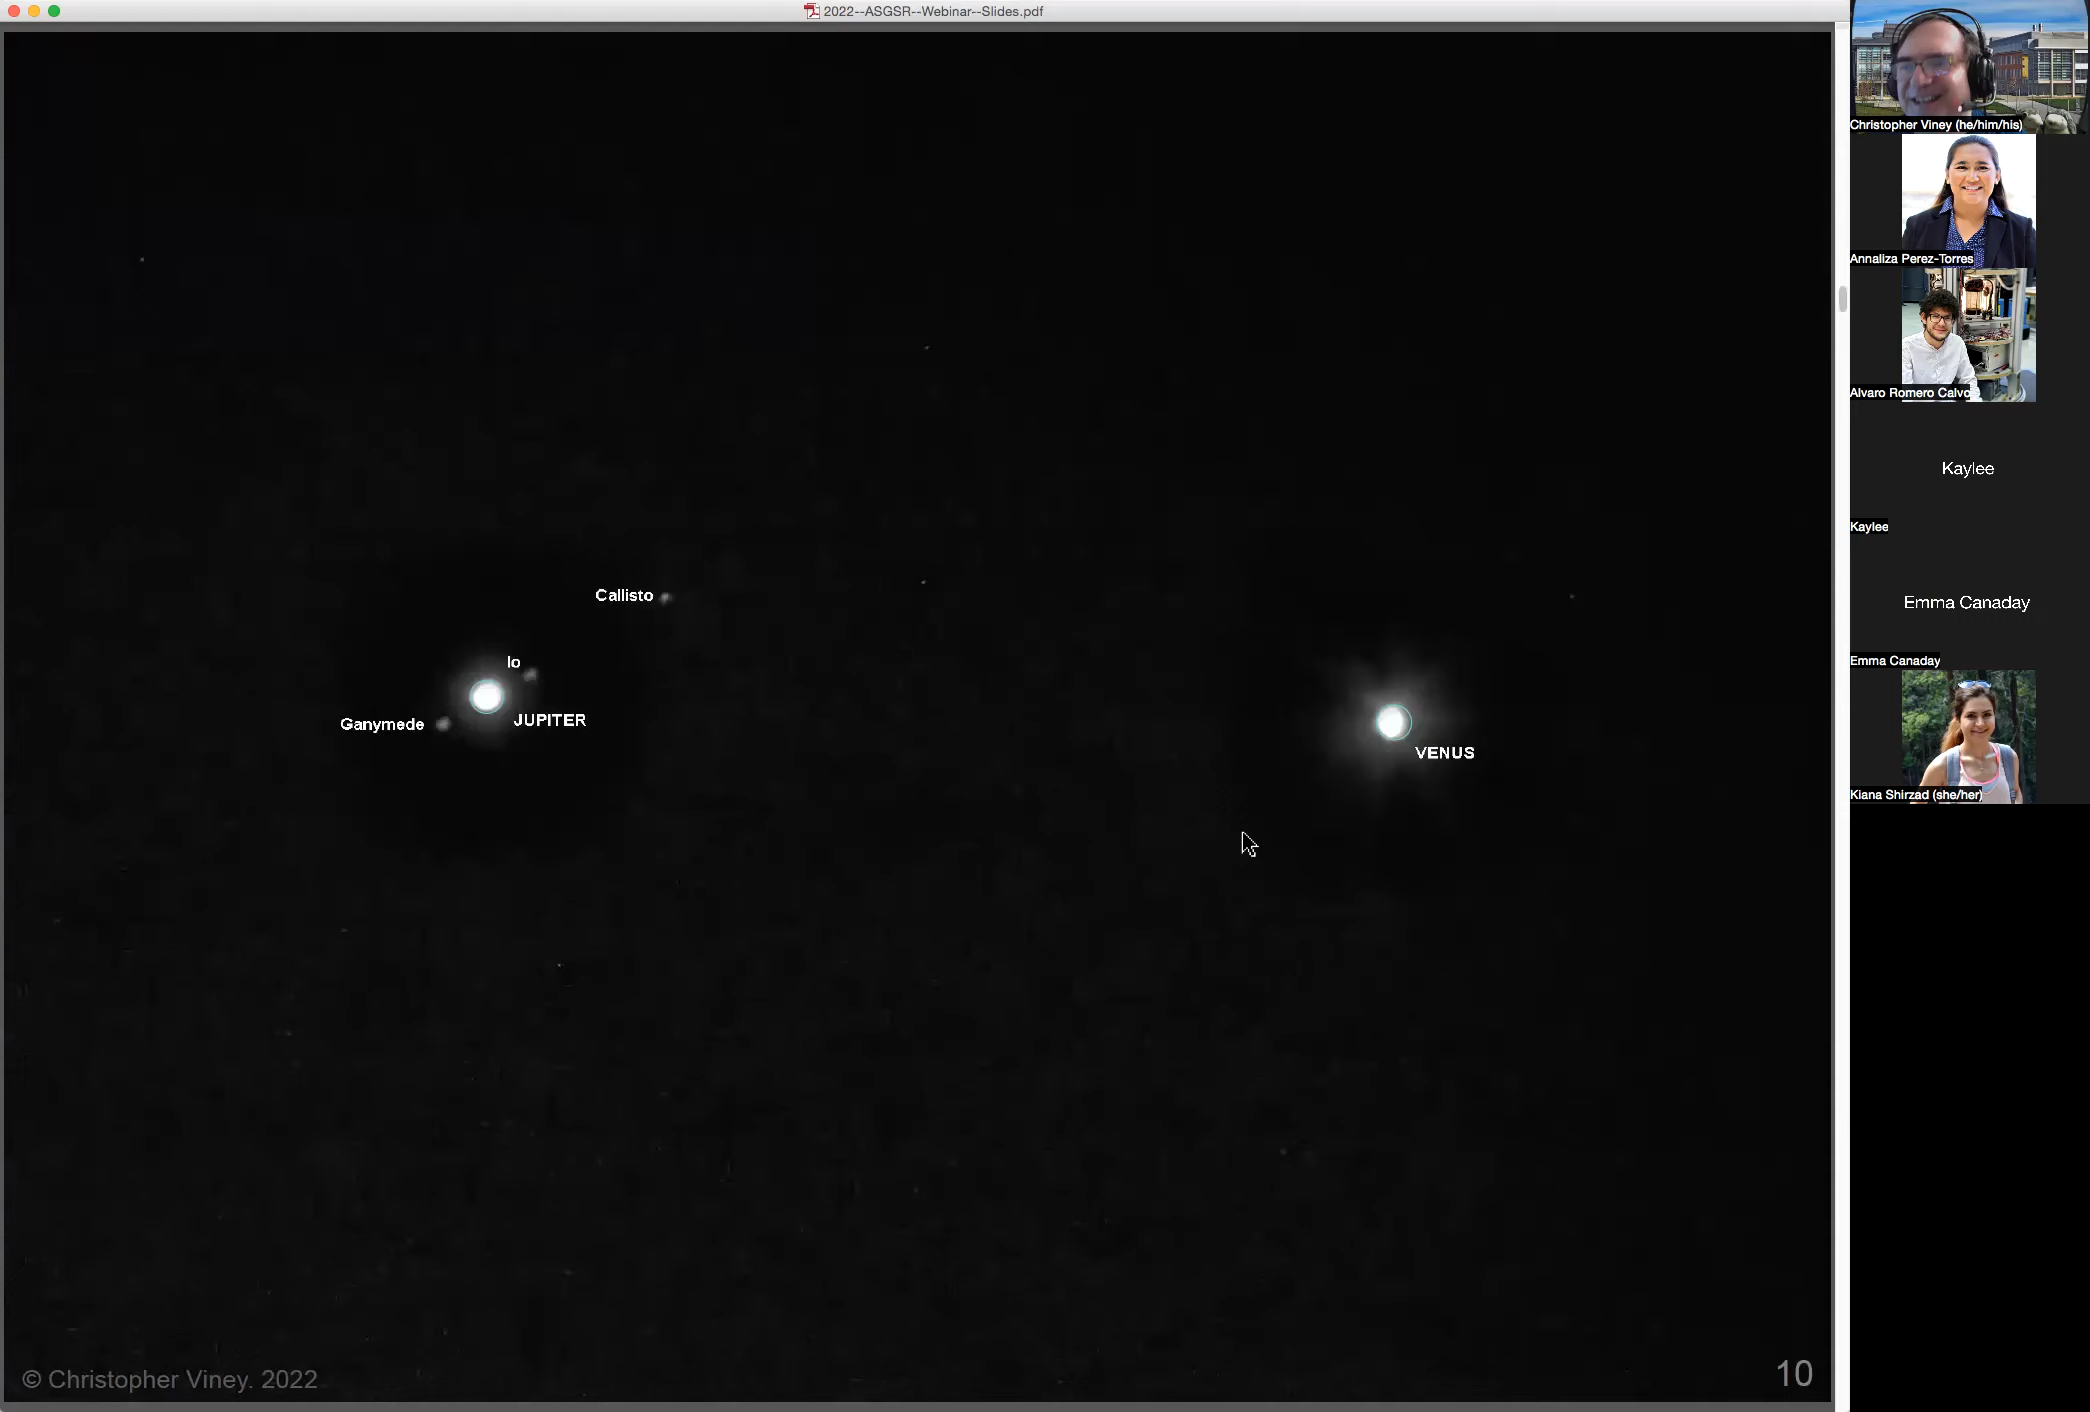 2022--ASGSR--Webinar--Slides.pdf
Callisto
Io
Ganymede
JUPITER
VENUS
© Christopher Viney. 2022
10
Christopher Viney (he/him/his)
Annaliza Perez-Torres
Alvaro Romero Calvo
Kaylee
Kaylee
Emma Canaday
Emma Canaday
Kiana Shirzad (she/her)